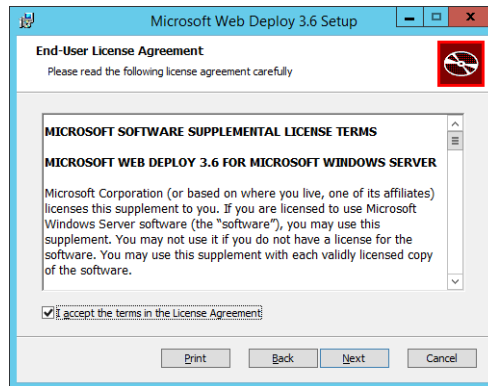 Microsoft Web Deploy 3.6 Setup
End-User License Agreement
Please read the following license agreement carefully
MICROSOFT SOFTWARE SUPPLEMENTAL LICENSE TERMS
MICROSOFT WEB DEPLOY 3.6 FOR MICROSOFT WINDOWS SERVER
Microsoft Corporation (or based on where you live, one of its affiliates)
licenses this supplement to you. If you are licensed to use Microsoft
Windows Server software (the “software”), you may use this
supplement. You may not use it if you do not have a license for the
software. You may use this supplement with each validly licensed copy
of the software.
I accept the terms in the License Agreement
Print Back Next Cancel